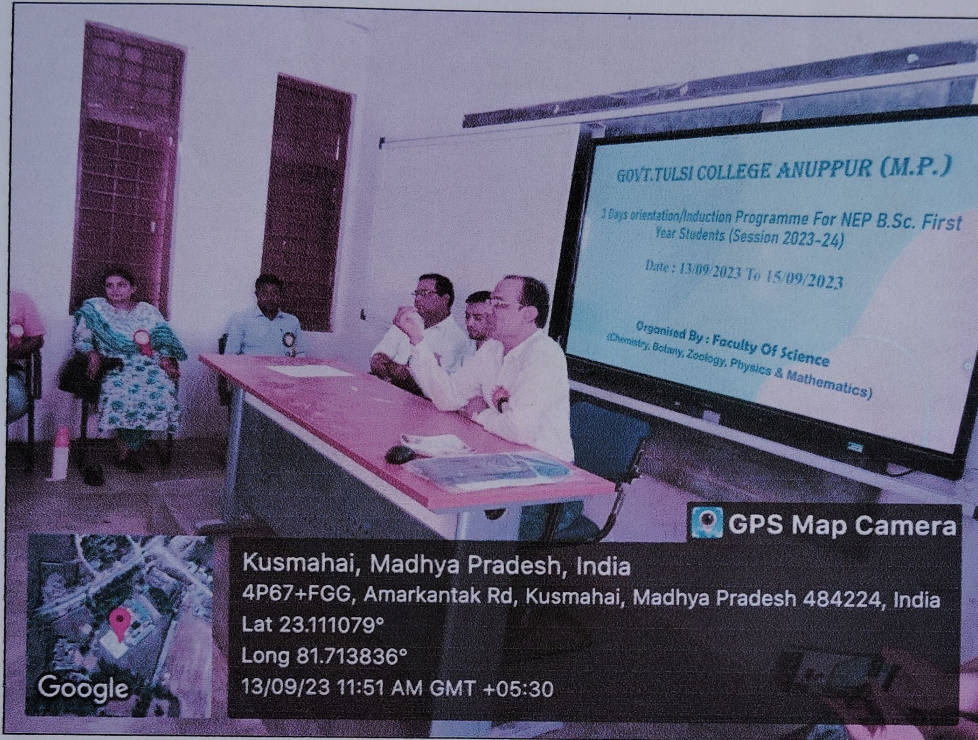 GOVT.TULSI COLLEGE ANUPPUR (M.P.)
3 Days orientation/Induction Programme For NEP B.Sc. First
Year Students (Session 2023-24)
Date : 13/09/2023 To 15/09/2023
Organised By : Faculty Of Science
(Chemistry, Botany, Zoology, Physics & Mathematics)
GPS Map Camera
Kusmahai, Madhya Pradesh, India
4P67+FGG, Amarkantak Rd, Kusmahai, Madhya Pradesh 484224, India
Lat 23.111079°
Long 81.713836°
13/09/23 11:51 AM GMT +05:30
Google